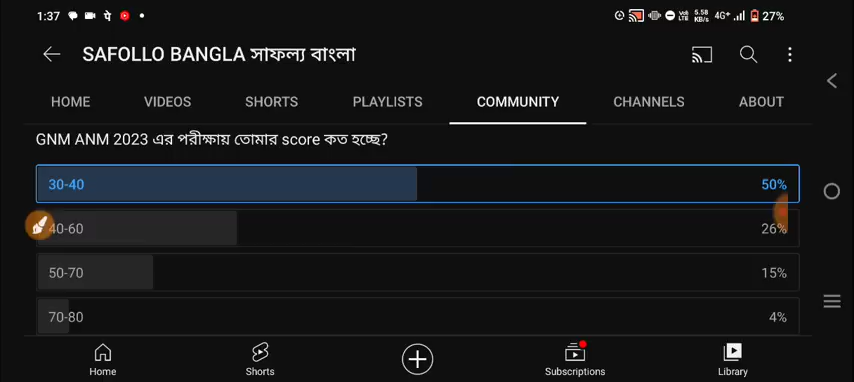 1:37 5.58 KB/s VoLTE 4G+ 27%
SAFOLLO BANGLA সাফল্য বাংলা
HOME VIDEOS SHORTS PLAYLISTS COMMUNITY CHANNELS ABOUT
GNM ANM 2023 এর পরীক্ষায় তোমার score কত হচ্ছে?
30-40 50%
40-60 26%
50-70 15%
70-80 4%
Home Shorts Subscriptions Library